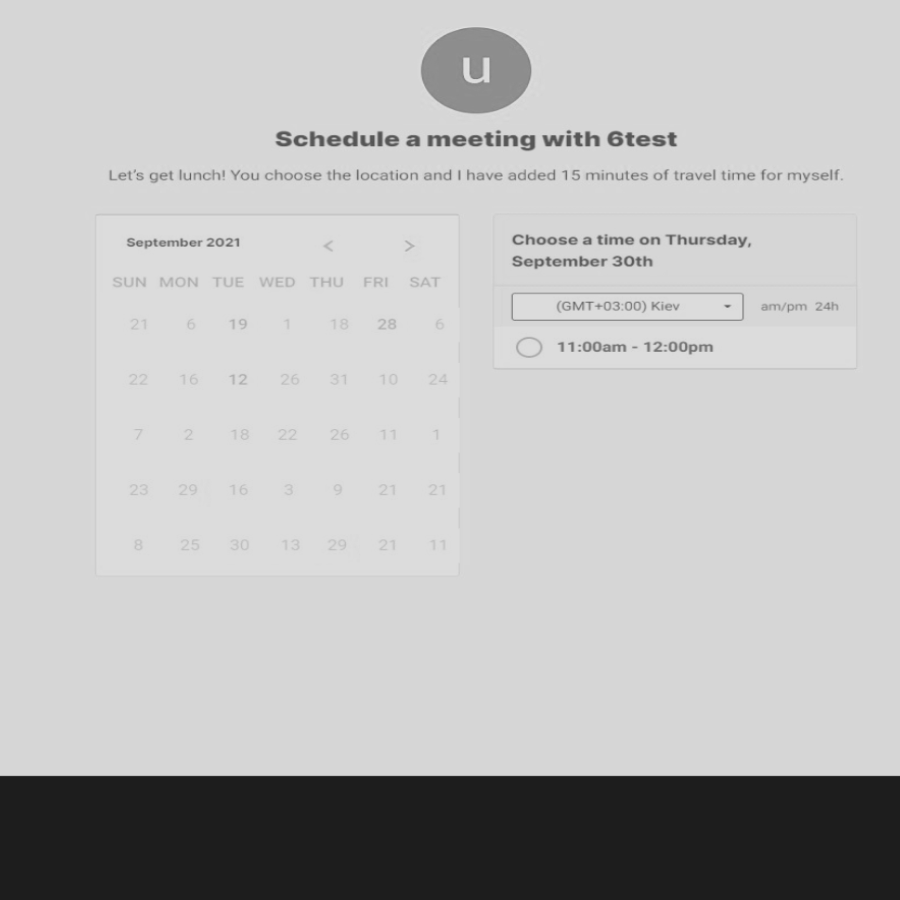 u
Schedule a meeting with 6test
Let's get lunch! You choose the location and I have added 15 minutes of travel time for myself.
September 2021 < >
SUN MON TUE WED THU FRI SAT
21 6 19 1 18 28 6
22 16 12 26 31 10 24
7 2 18 22 26 11 1
23 29 16 3 9 21 21
8 25 30 13 29 21 11
Choose a time on Thursday,
September 30th
(GMT+03:00) Kiev am/pm 24h
11:00am - 12:00pm